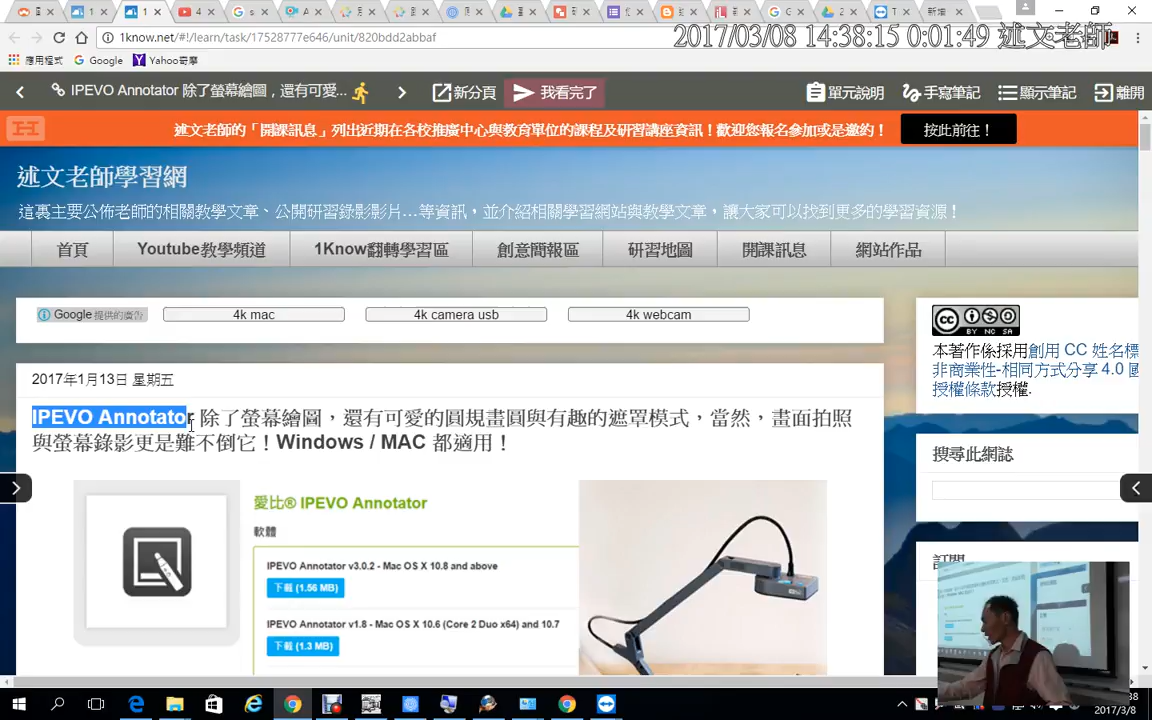 1know.net/#!/learn/task/17528777e646/unit/820bdd2abbaf
2017/03/08 14:38:15 0:01:49 述文老師
應用程式 Google Yahoo奇摩
IPEVO Annotator 除了螢幕繪圖，還有可愛... 新分頁 我看完了 單元說明 手寫筆記 顯示筆記 離開
述文老師的「開課訊息」列出近期在各校推廣中心與教育單位的課程及研習講座資訊！歡迎您報名參加或是邀約！ 按此前往！
述文老師學習網
這裏主要公佈老師的相關教學文章、公開研習錄影影片...等資訊，並介紹相關學習網站與教學文章，讓大家可以找到更多的學習資源！
首頁 Youtube教學頻道 1Know翻轉學習區 創意簡報區 研習地圖 開課訊息 網站作品
Google 提供的廣告 4k mac 4k camera usb 4k webcam
cc BY NC SA
本著作係採用創用 CC 姓名標
非商業性-相同方式分享 4.0 國
授權條款授權.
2017年1月13日 星期五
IPEVO Annotator 除了螢幕繪圖，還有可愛的圓規畫圓與有趣的遮罩模式，當然，畫面拍照
與螢幕錄影更是難不倒它！Windows / MAC 都適用！
搜尋此網誌
愛比® IPEVO Annotator
軟體
IPEVO Annotator v3.0.2 - Mac OS X 10.8 and above
下載 (1.56 MB)
IPEVO Annotator v1.8 - Mac OS X 10.6 (Core 2 Duo x64) and 10.7
下載 (1.3 MB)
訂閱
2017/3/8